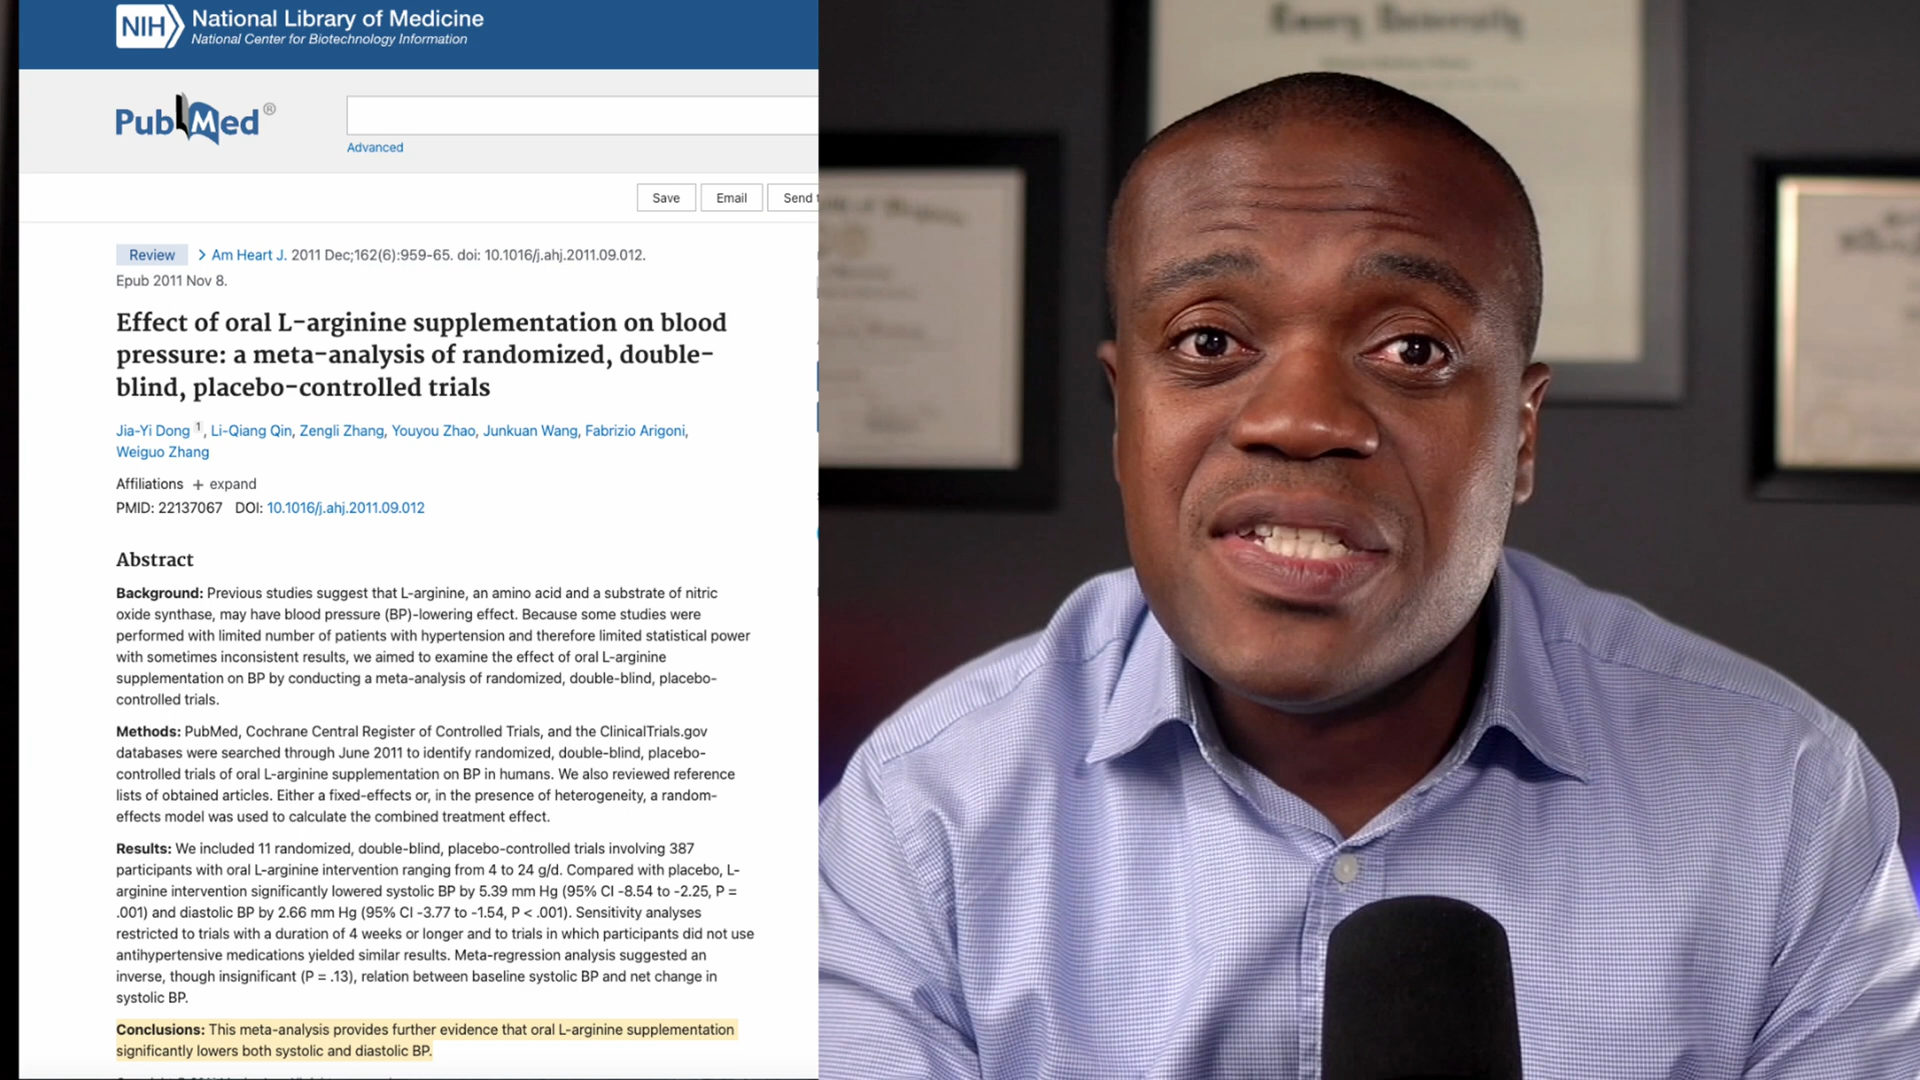 NIH National Library of Medicine
National Center for Biotechnology Information
PubMed®
Advanced
Save Email Send
Review > Am Heart J. 2011 Dec;162(6):959-65. doi: 10.1016/j.ahj.2011.09.012.
Epub 2011 Nov 8.
Effect of oral L-arginine supplementation on blood
pressure: a meta-analysis of randomized, double-
blind, placebo-controlled trials
Jia-Yi Dong 1, Li-Qiang Qin, Zengli Zhang, Youyou Zhao, Junkuan Wang, Fabrizio Arigoni,
Weiguo Zhang
Affiliations + expand
PMID: 22137067 DOI: 10.1016/j.ahj.2011.09.012
Abstract
Background: Previous studies suggest that L-arginine, an amino acid and a substrate of nitric
oxide synthase, may have blood pressure (BP)-lowering effect. Because some studies were
performed with limited number of patients with hypertension and therefore limited statistical power
with sometimes inconsistent results, we aimed to examine the effect of oral L-arginine
supplementation on BP by conducting a meta-analysis of randomized, double-blind, placebo-
controlled trials.
Methods: PubMed, Cochrane Central Register of Controlled Trials, and the ClinicalTrials.gov
databases were searched through June 2011 to identify randomized, double-blind, placebo-
controlled trials of oral L-arginine supplementation on BP in humans. We also reviewed reference
lists of obtained articles. Either a fixed-effects or, in the presence of heterogeneity, a random-
effects model was used to calculate the combined treatment effect.
Results: We included 11 randomized, double-blind, placebo-controlled trials involving 387
participants with oral L-arginine intervention ranging from 4 to 24 g/d. Compared with placebo, L-
arginine intervention significantly lowered systolic BP by 5.39 mm Hg (95% CI -8.54 to -2.25, P =
.001) and diastolic BP by 2.66 mm Hg (95% CI -3.77 to -1.54, P < .001). Sensitivity analyses
restricted to trials with a duration of 4 weeks or longer and to trials in which participants did not use
antihypertensive medications yielded similar results. Meta-regression analysis suggested an
inverse, though insignificant (P = .13), relation between baseline systolic BP and net change in
systolic BP.
Conclusions: This meta-analysis provides further evidence that oral L-arginine supplementation
significantly lowers both systolic and diastolic BP.
Emory University